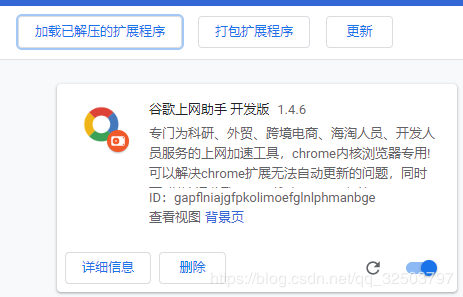 加载已解压的扩展程序 打包扩展程序 更新
谷歌上网助手 开发版 1.4.6
专门为科研、外贸、跨境电商、海淘人员、开发人
员服务的上网加速工具，chrome内核浏览器专用!
可以解决chrome扩展无法自动更新的问题，同时
ID：gapflniajgfpkolimoefglnlphmanbge
查看视图 背景页
详细信息 删除
https://blog.csdn.net/qq_32503797